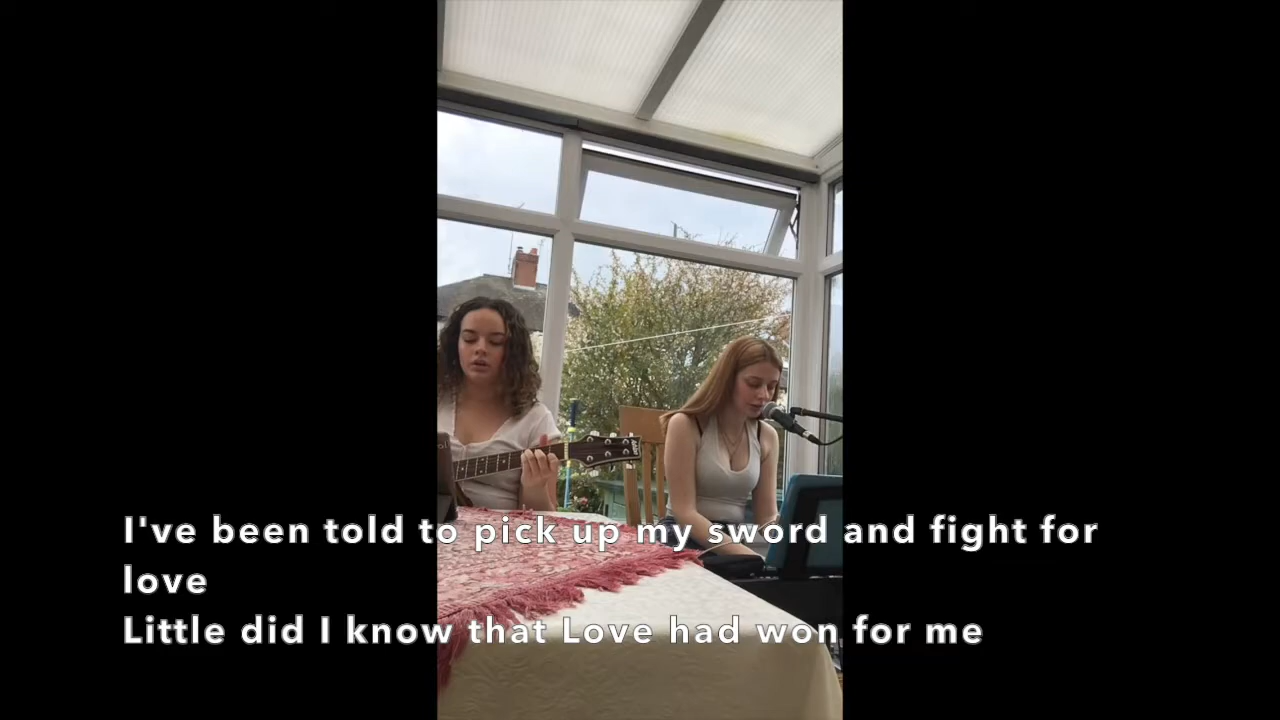 I've been told to pick up my sword and fight for
love
Little did I know that Love had won for me